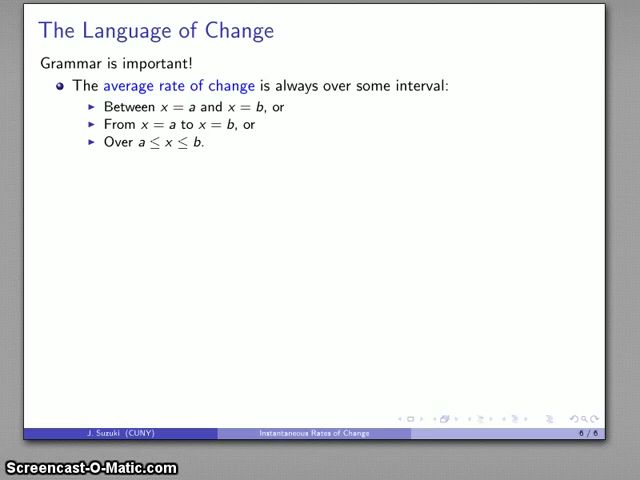 The Language of Change
Grammar is important!
The average rate of change is always over some interval:
Between x = a and x = b, or
From x = a to x = b, or
Over a ≤ x ≤ b.
J. Suzuki (CUNY) Instantaneous Rates of Change 6 / 6
Screencast-O-Matic.com